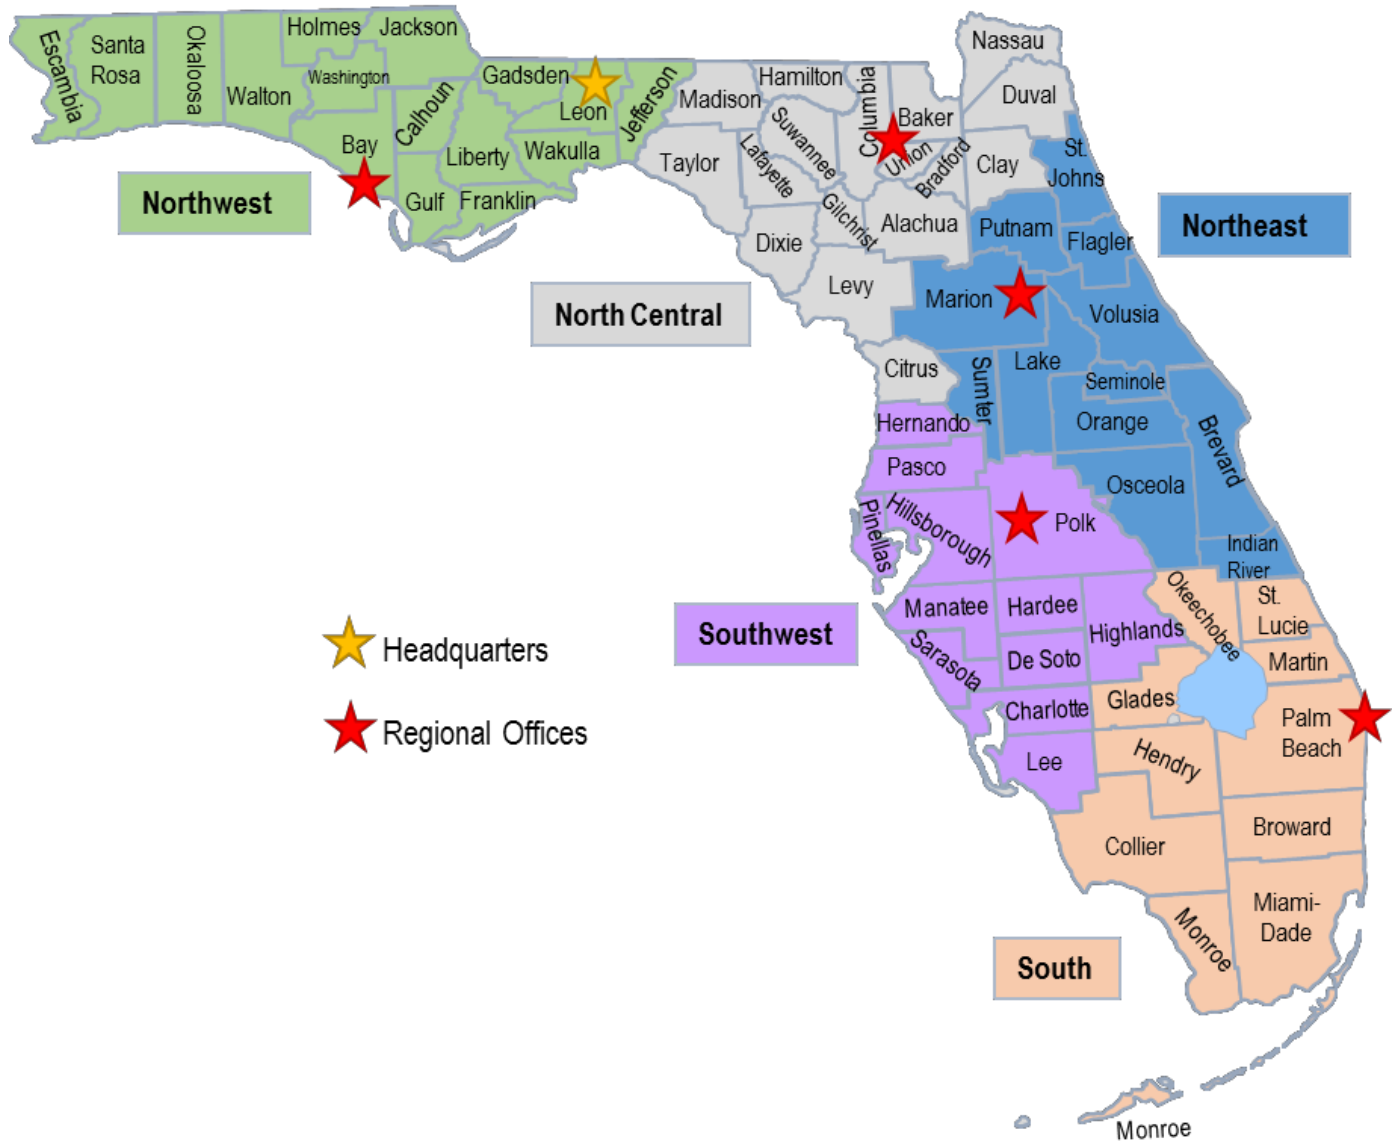 Escambia
Santa
Rosa
Okaloosa
Walton
Holmes
Jackson
Washington
Bay
Calhoun
Gulf
Liberty
Franklin
Gadsden
Leon
Wakulla
Jefferson
Northwest
Madison
Taylor
Hamilton
Suwannee
Lafayette
Dixie
Columbia
Gilchrist
Baker
Union
Bradford
Alachua
Levy
Nassau
Duval
Clay
Citrus
North Central
St.
Johns
Putnam
Flagler
Marion
Volusia
Lake
Sumter
Seminole
Orange
Brevard
Osceola
Indian
River
Northeast
Hernando
Pasco
Pinellas
Hillsborough
Polk
Manatee
Hardee
Highlands
Sarasota
De Soto
Charlotte
Lee
Southwest
Okeechobee
St.
Lucie
Martin
Glades
Palm
Beach
Hendry
Broward
Collier
Miami-
Dade
Monroe
South
Monroe
Headquarters
Regional Offices